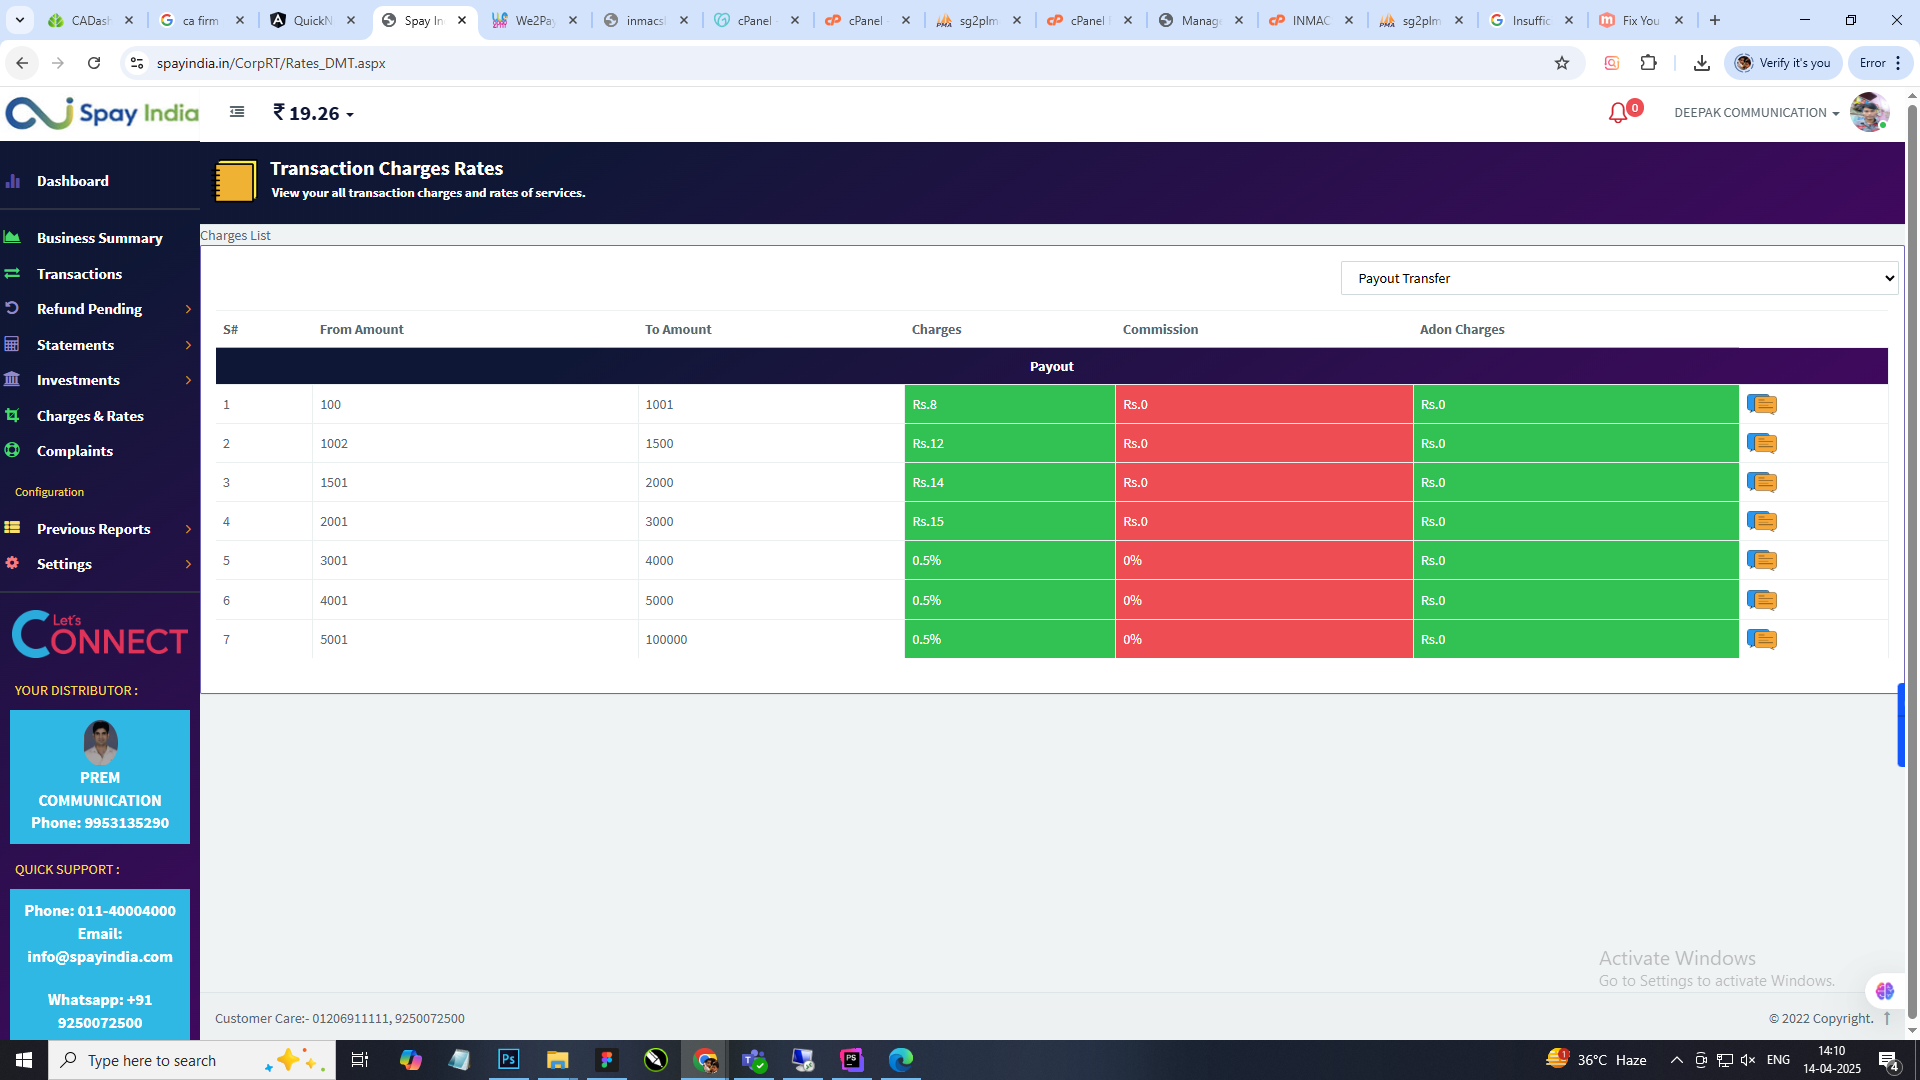 CADash
ca firm
QuickN
Spay In
We2Pay
inmacsl
cPanel
cPanel
sg2plm
cPanel
Manage
INMAC
sg2plm
Insuffic
Fix You
spayindia.in/CorpRT/Rates_DMT.aspx
Verify it's you
Error
Spay India
₹ 19.26
0
DEEPAK COMMUNICATION
Dashboard
Business Summary
Transactions
Refund Pending
Statements
Investments
Charges & Rates
Complaints
Configuration
Previous Reports
Settings
Let's
CONNECT
YOUR DISTRIBUTOR :
PREM
COMMUNICATION
Phone: 9953135290
QUICK SUPPORT :
Phone: 011-40004000
Email:
info@spayindia.com
Whatsapp: +91
9250072500
Transaction Charges Rates
View your all transaction charges and rates of services.
Charges List
Payout Transfer
S# From Amount To Amount Charges Commission Adon Charges
Payout
1 100 1001 Rs.8 Rs.0 Rs.0
2 1002 1500 Rs.12 Rs.0 Rs.0
3 1501 2000 Rs.14 Rs.0 Rs.0
4 2001 3000 Rs.15 Rs.0 Rs.0
5 3001 4000 0.5% 0% Rs.0
6 4001 5000 0.5% 0% Rs.0
7 5001 100000 0.5% 0% Rs.0
Activate Windows
Go to Settings to activate Windows.
Customer Care:- 01206911111, 9250072500
© 2022 Copyright.
Type here to search
Ps
PS
1
36°C Haze
ENG
14:10
14-04-2025
4